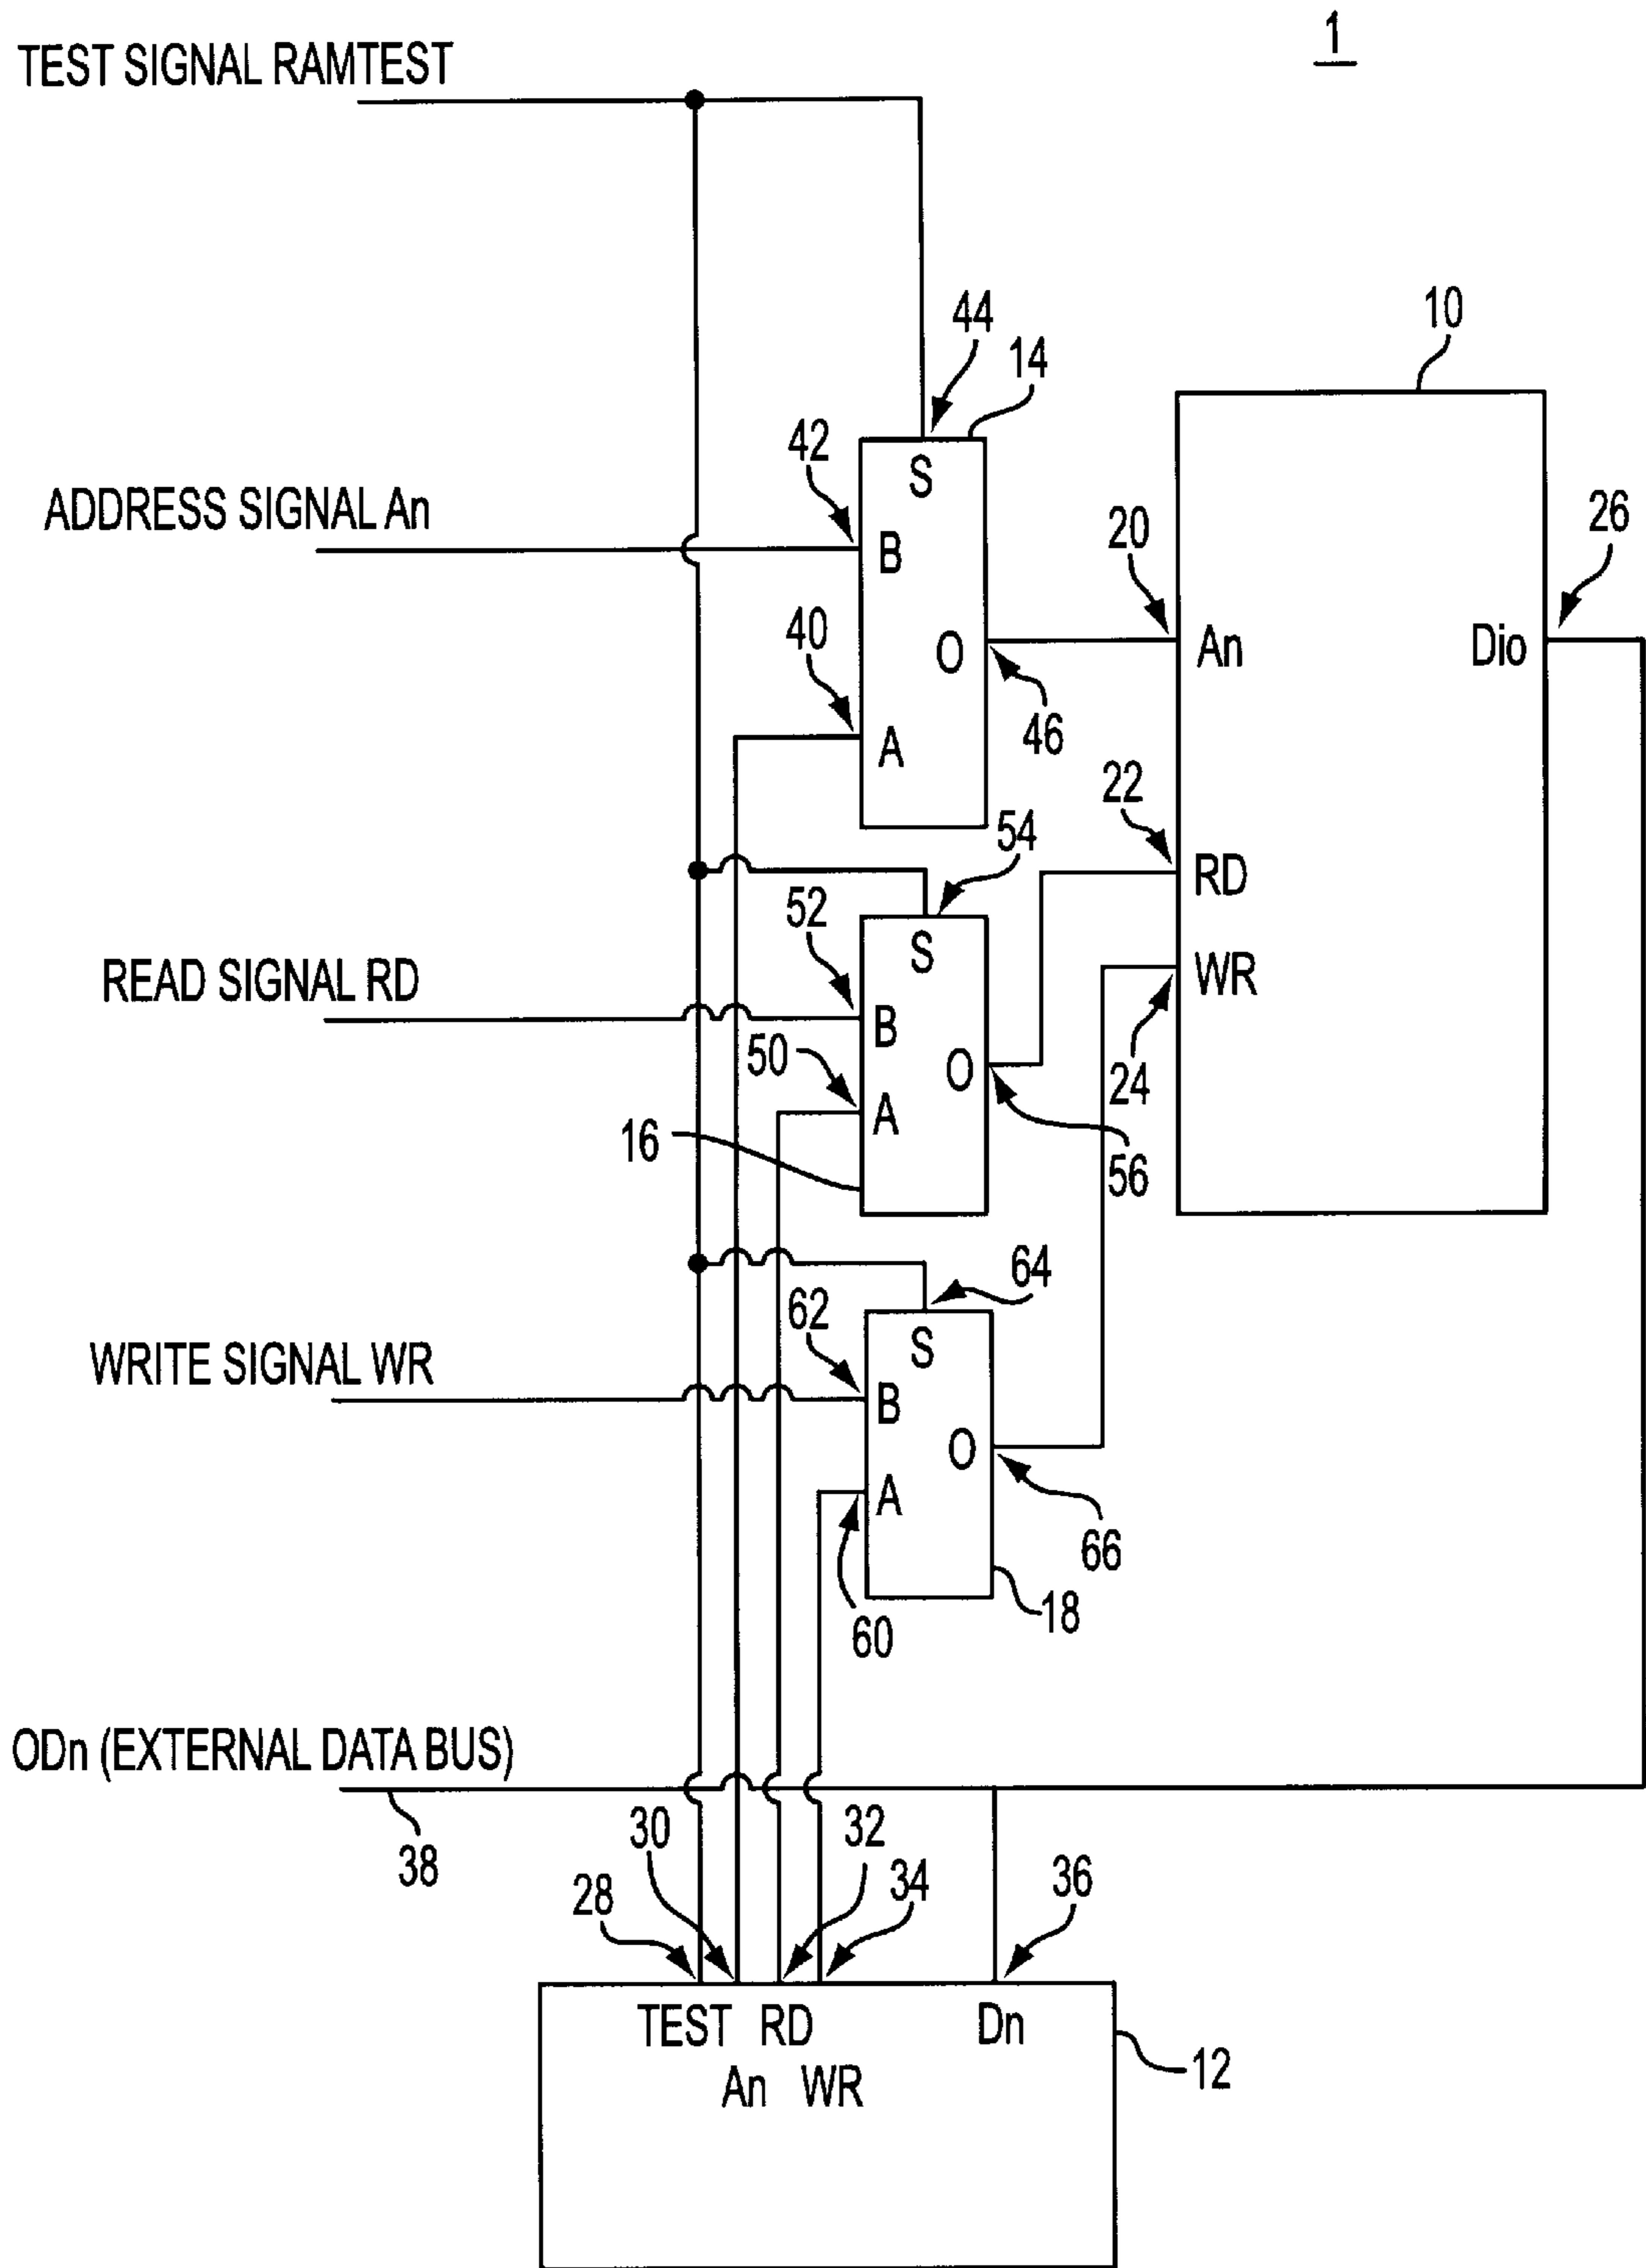 1
TEST SIGNAL RAMTEST
44
14
10
42
S
ADDRESS SIGNAL An
B
20
26
40
O
An
Dio
A
46
22
54
RD
52
S
READ SIGNAL RD
B
WR
50
O
24
A
16
56
64
62
S
WRITE SIGNAL WR
B
O
A
66
60
18
ODn (EXTERNAL DATA BUS)
38
30
32
28
34
36
TEST RD
Dn
An WR
12